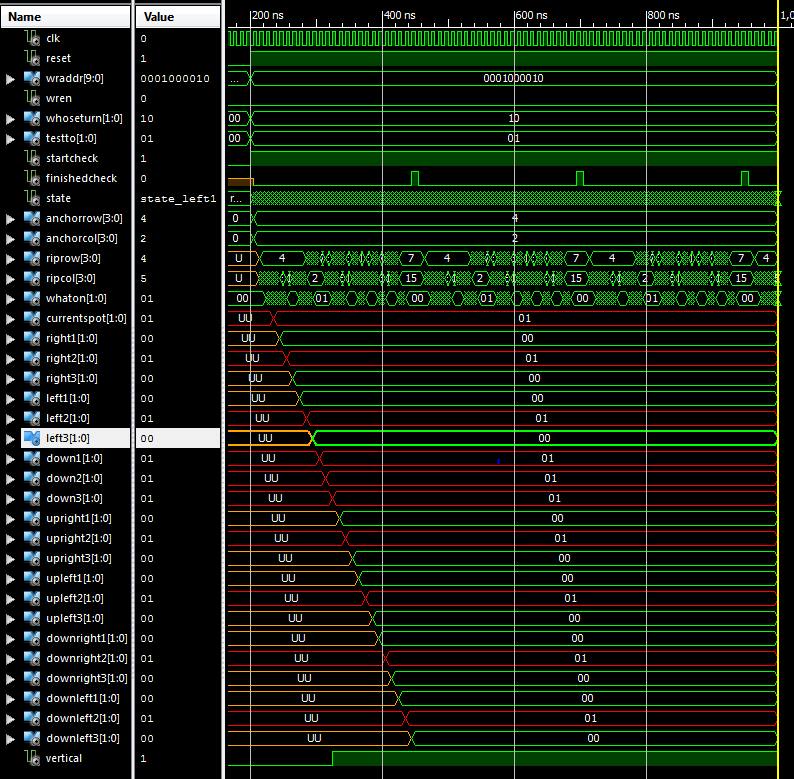 Name Value 200 ns 400 ns 600 ns 800 ns 1,0
clk 0
reset 1
wraddr[9:0] 0001000010 ... 0001000010
wren 0
whoseturn[1:0] 10 00 10
testto[1:0] 01 00 01
startcheck 1
finishedcheck 0
state state_left1 r...
anchorrow[3:0] 4 0 4
anchorcol[3:0] 2 0 2
riprow[3:0] 4 U 4 7 4 7 4 7 4
ripcol[3:0] 5 U 2 15 2 15 2 15
whaton[1:0] 01 00 01 00 01 00 01 00
currentspot[1:0] 01 UU 01
right1[1:0] 00 UU 00
right2[1:0] 01 UU 01
right3[1:0] 00 UU 00
left1[1:0] 00 UU 00
left2[1:0] 01 UU 01
left3[1:0] 00 UU 00
down1[1:0] 01 UU 01
down2[1:0] 01 UU 01
down3[1:0] 01 UU 01
upright1[1:0] 00 UU 00
upright2[1:0] 01 UU 01
upright3[1:0] 00 UU 00
upleft1[1:0] 00 UU 00
upleft2[1:0] 01 UU 01
upleft3[1:0] 00 UU 00
downright1[1:0] 00 UU 00
downright2[1:0] 01 UU 01
downright3[1:0] 00 UU 00
downleft1[1:0] 00 UU 00
downleft2[1:0] 01 UU 01
downleft3[1:0] 00 UU 00
vertical 1